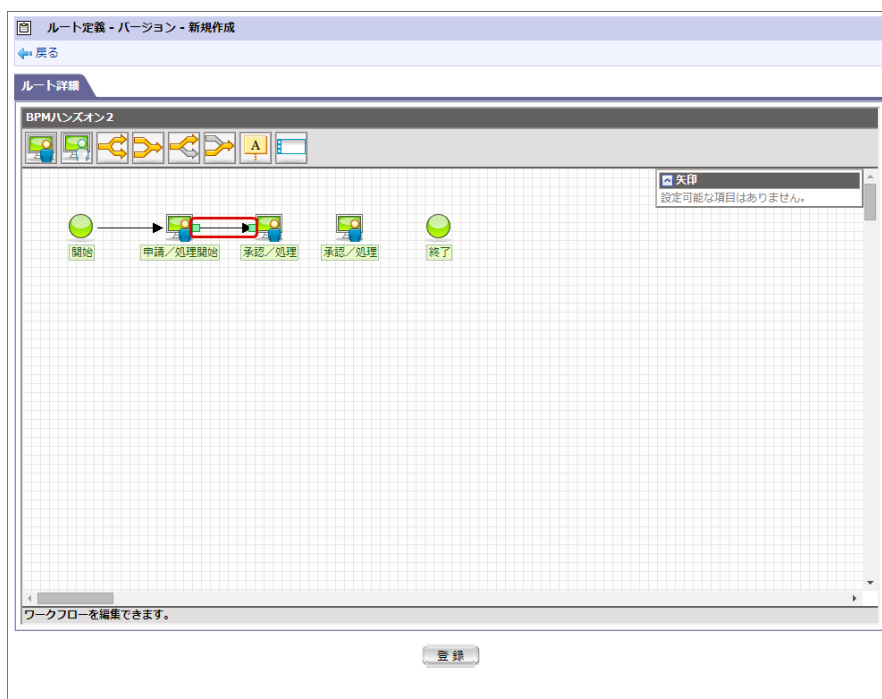 ルート定義 - バージョン - 新規作成
戻る
ルート詳細
BPMハンズオン2
A
矢印
設定可能な項目はありません。
開始
申請／処理開始
承認／処理
承認／処理
終了
ワークフローを編集できます。
登録